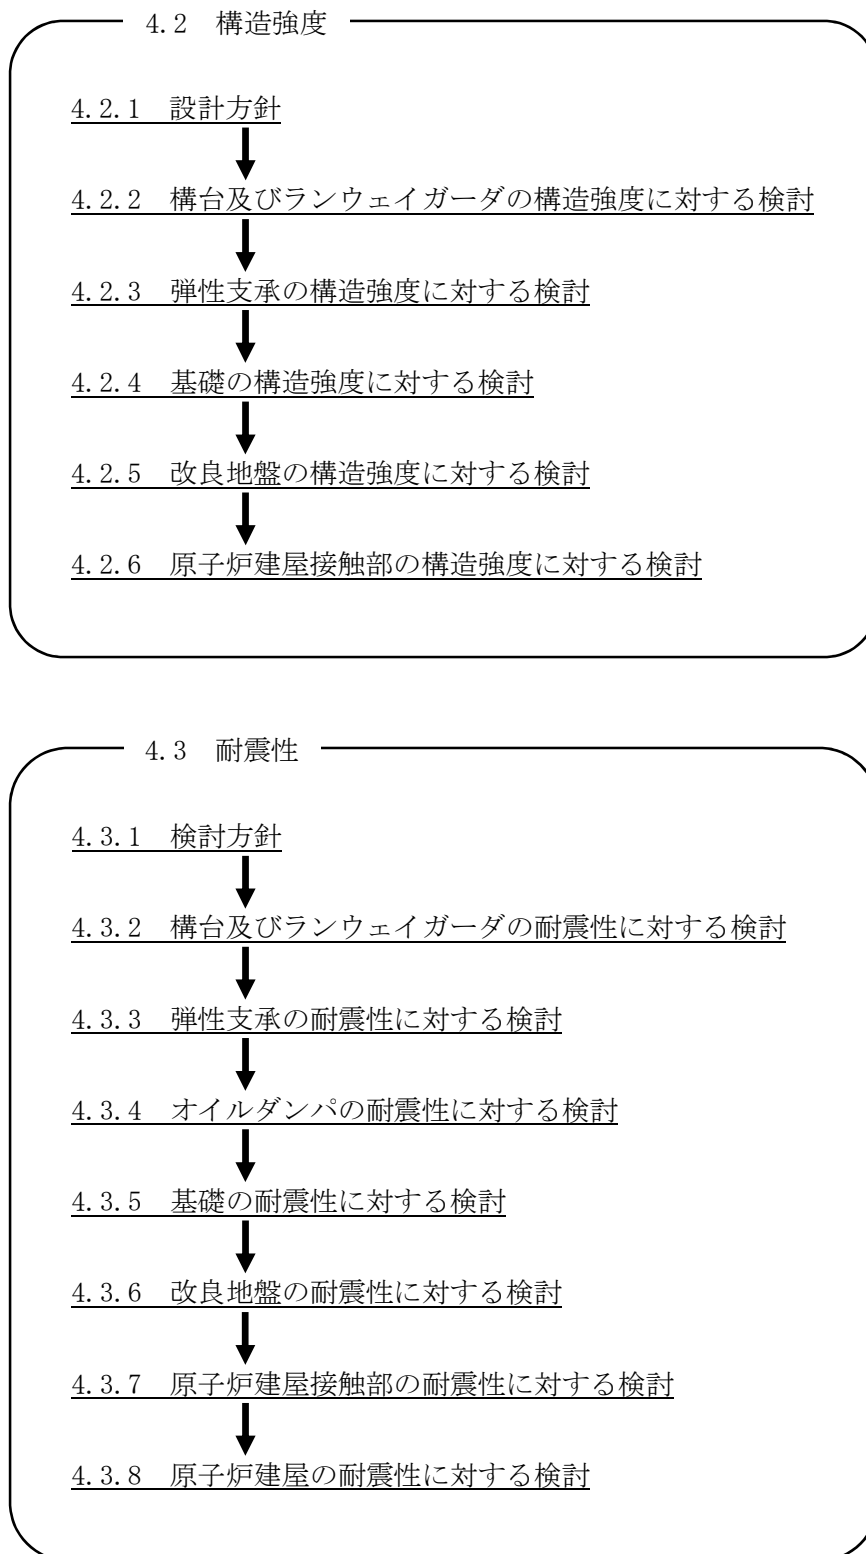 4.2 構造強度
4.2.1 設計方針
4.2.2 構台及びランウェイガーダの構造強度に対する検討
4.2.3 弾性支承の構造強度に対する検討
4.2.4 基礎の構造強度に対する検討
4.2.5 改良地盤の構造強度に対する検討
4.2.6 原子炉建屋接触部の構造強度に対する検討
4.3 耐震性
4.3.1 検討方針
4.3.2 構台及びランウェイガーダの耐震性に対する検討
4.3.3 弾性支承の耐震性に対する検討
4.3.4 オイルダンパの耐震性に対する検討
4.3.5 基礎の耐震性に対する検討
4.3.6 改良地盤の耐震性に対する検討
4.3.7 原子炉建屋接触部の耐震性に対する検討
4.3.8 原子炉建屋の耐震性に対する検討